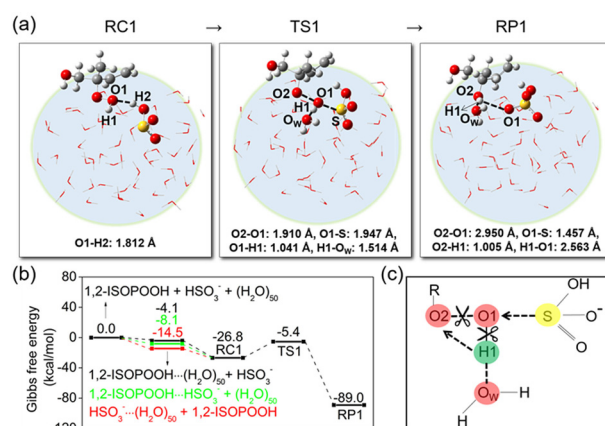 (a) RC1 → TS1 → RP1
O1
H2
H1
O1-H2: 1.812 Å
O2 O1
H1
Ow S
O2-O1: 1.910 Å, O1-S: 1.947 Å,
O1-H1: 1.041 Å, H1-Ow: 1.514 Å
O2
H1
Ow O1
O2-O1: 2.950 Å, O1-S: 1.457 Å,
O2-H1: 1.005 Å, H1-O1: 2.563 Å
(b)
Gibbs free energy
(kcal/mol)
80
40
0
-40
-80
-120
1,2-ISOPOOH + HSO₃⁻ + (H₂O)₅₀
0.0
-4.1
-8.1
-14.5
-26.8
RC1
-5.4
TS1
-89.0
RP1
1,2-ISOPOOH···(H₂O)₅₀ + HSO₃⁻
1,2-ISOPOOH···HSO₃⁻ + (H₂O)₅₀
HSO₃⁻···(H₂O)₅₀ + 1,2-ISOPOOH
(c)
R OH
O2 O1 S O⁻
H1 O
Ow
H H